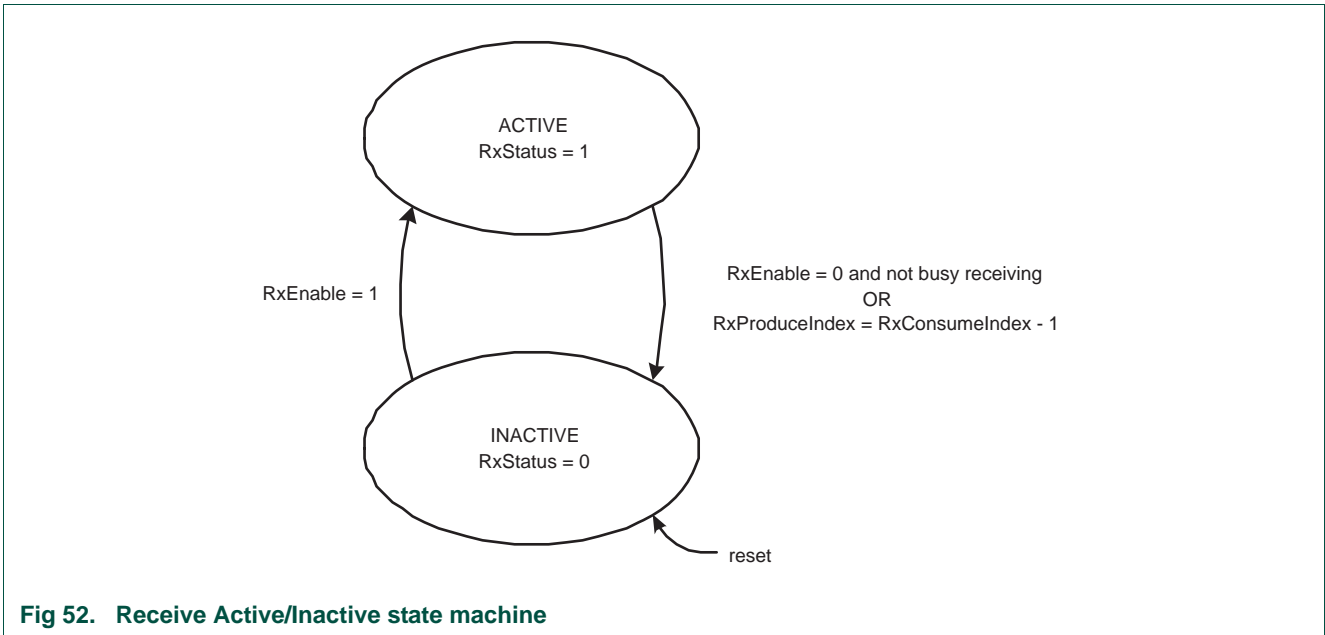 ACTIVE
RxStatus = 1
RxEnable = 1
RxEnable = 0 and not busy receiving
OR
RxProduceIndex = RxConsumeIndex - 1
INACTIVE
RxStatus = 0
reset
Fig 52. Receive Active/Inactive state machine